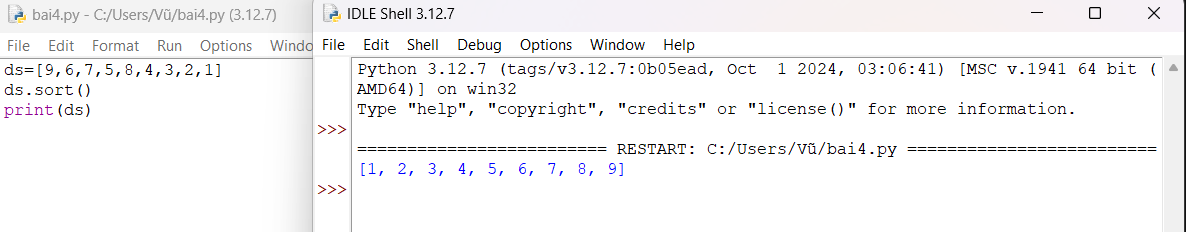 bai4.py - C:/Users/Vũ/bai4.py (3.12.7)
File Edit Format Run Options Windo
ds=[9,6,7,5,8,4,3,2,1]
ds.sort()
print(ds)
IDLE Shell 3.12.7
File Edit Shell Debug Options Window Help
Python 3.12.7 (tags/v3.12.7:0b05ead, Oct  1 2024, 03:06:41) [MSC v.1941 64 bit (
AMD64)] on win32
Type "help", "copyright", "credits" or "license()" for more information.
>>>
========================= RESTART: C:/Users/Vũ/bai4.py =========================
[1, 2, 3, 4, 5, 6, 7, 8, 9]
>>>